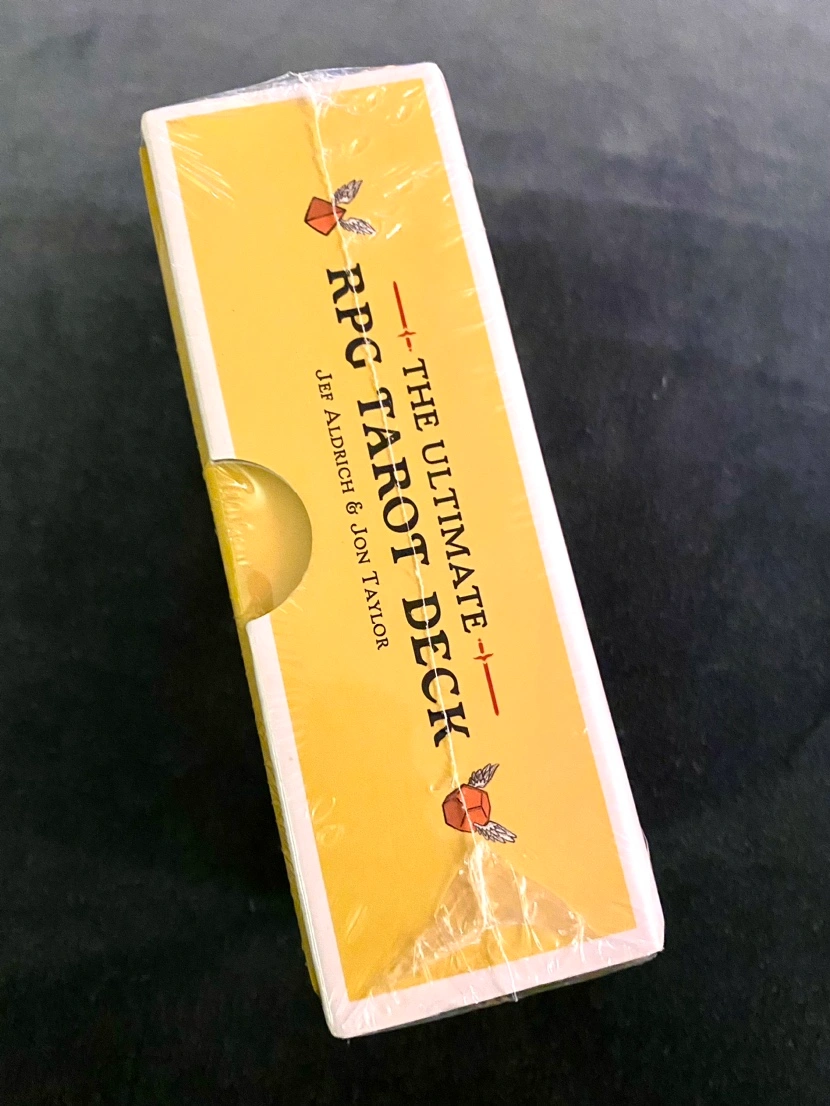 THE ULTIMATE
RPG TAROT DECK
JEF ALDRICH & JON TAYLOR